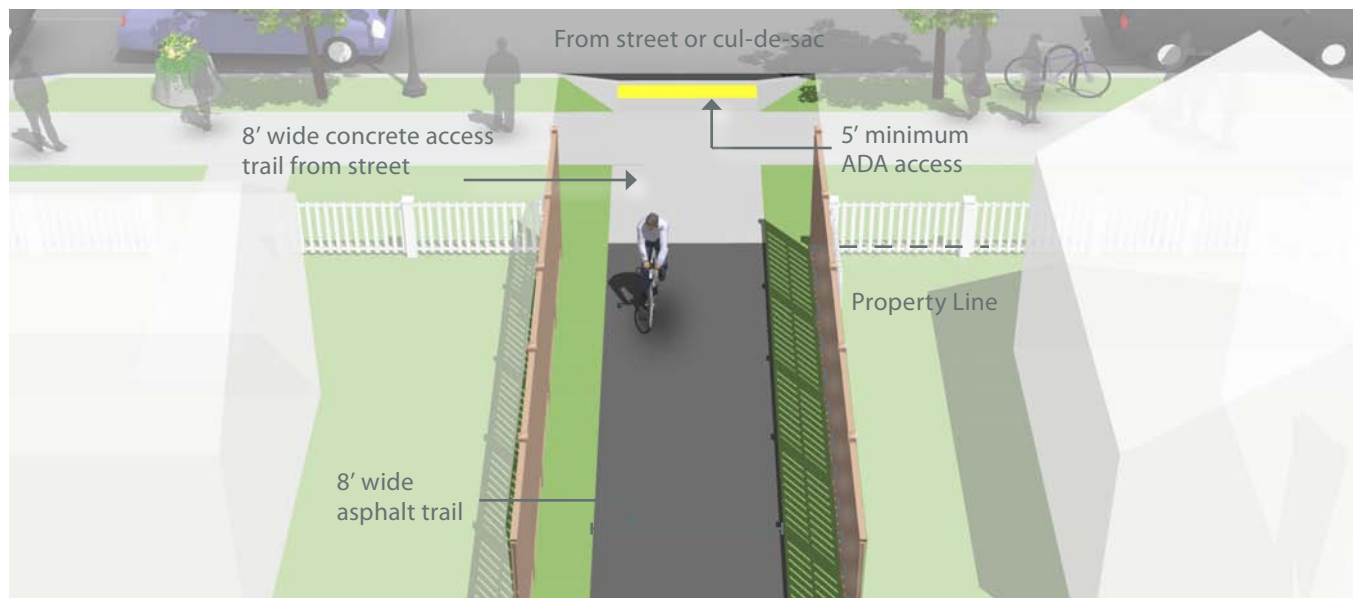 From street or cul-de-sac
8’ wide concrete access
trail from street
5’ minimum
ADA access
Property Line
8’ wide
asphalt trail